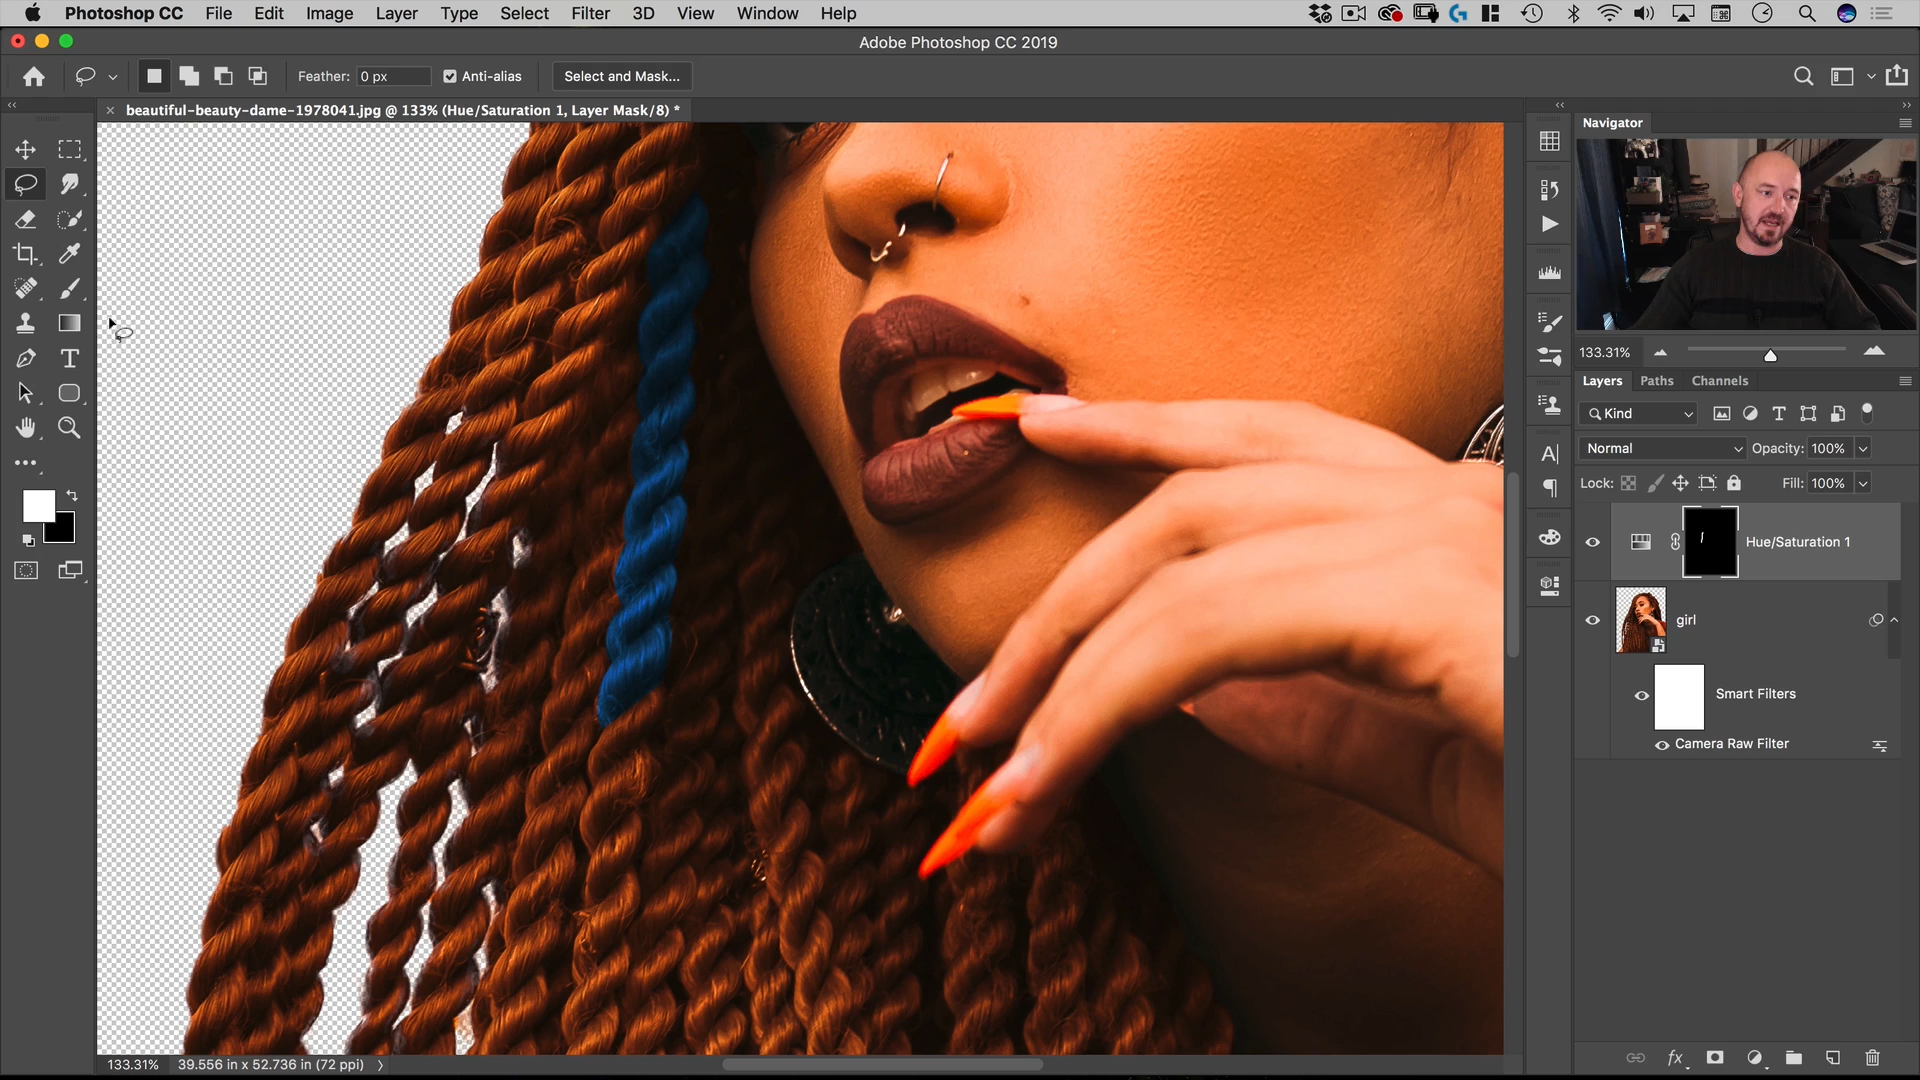 Photoshop CC File Edit Image Layer Type Select Filter 3D View Window Help
Adobe Photoshop CC 2019
Feather: 0 px Anti-alias Select and Mask...
beautiful-beauty-dame-1978041.jpg @ 133% (Hue/Saturation 1, Layer Mask/8) *
Navigator
133.31%
Layers Paths Channels
Kind
Normal Opacity: 100%
Lock: Fill: 100%
Hue/Saturation 1
girl
Smart Filters
Camera Raw Filter
133.31% 39.556 in x 52.736 in (72 ppi)